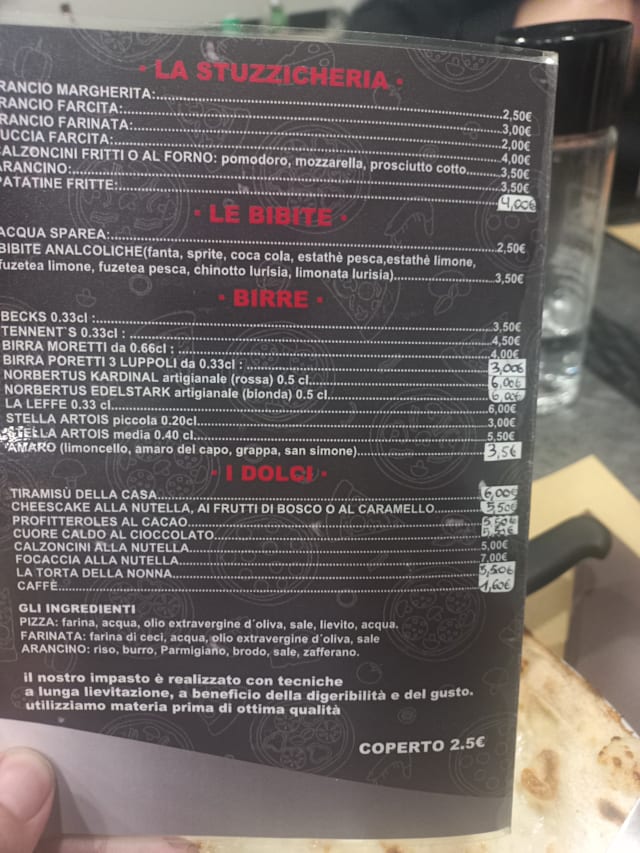 · LA STUZZICHERIA ·
RANCIO MARGHERITA:.....2,50€
RANCIO FARCITA:.....3,00€
RANCIO FARINATA:.....2,00€
UCCIA FARCITA:.....4,00€
ALZONCINI FRITTI O AL FORNO: pomodoro, mozzarella, prosciutto cotto.....3,50€
ARANCINO:.....3,50€
PATATINE FRITTE:.....4,00€
· LE BIBITE ·
ACQUA SPAREA:.....2,50€
BIBITE ANALCOLICHE(fanta, sprite, coca cola, estathè pesca,estathè limone,
fuzetea limone, fuzetea pesca, chinotto lurisia, limonata lurisia).....3,50€
· BIRRE ·
BECKS 0.33cl :.....3,50€
TENNENT`S 0.33cl :.....4,50€
BIRRA MORETTI da 0.66cl :.....4,00€
BIRRA PORETTI 3 LUPPOLI da 0.33cl :.....3,00€
NORBERTUS KARDINAL artigianale (rossa) 0.5 cl.....6,00€
NORBERTUS EDELSTARK artigianale (bionda) 0.5 cl.....6,00€
LA LEFFE 0.33 cl.....6,00€
STELLA ARTOIS piccola 0.20cl.....3,00€
STELLA ARTOIS media 0.40 cl.....5,50€
AMARO (limoncello, amaro del capo, grappa, san simone).....3,5€
· I DOLCI ·
TIRAMISÙ DELLA CASA.....6,00€
CHEESCAKE ALLA NUTELLA, AI FRUTTI DI BOSCO O AL CARAMELLO.....5,50€
PROFITTEROLES AL CACAO.....5,50€
CUORE CALDO AL CIOCCOLATO.....
CALZONCINI ALLA NUTELLA.....5,00€
FOCACCIA ALLA NUTELLA.....7,00€
LA TORTA DELLA NONNA.....5,50€
CAFFÈ.....1,60€
GLI INGREDIENTI
PIZZA: farina, acqua, olio extravergine d´oliva, sale, lievito, acqua.
FARINATA: farina di ceci, acqua, olio extravergine d´oliva, sale
ARANCINO: riso, burro, Parmigiano, brodo, sale, zafferano.
il nostro impasto è realizzato con tecniche
a lunga lievitazione, a beneficio della digeribilità e del gusto.
utilizziamo materia prima di ottima qualità
COPERTO 2.5€